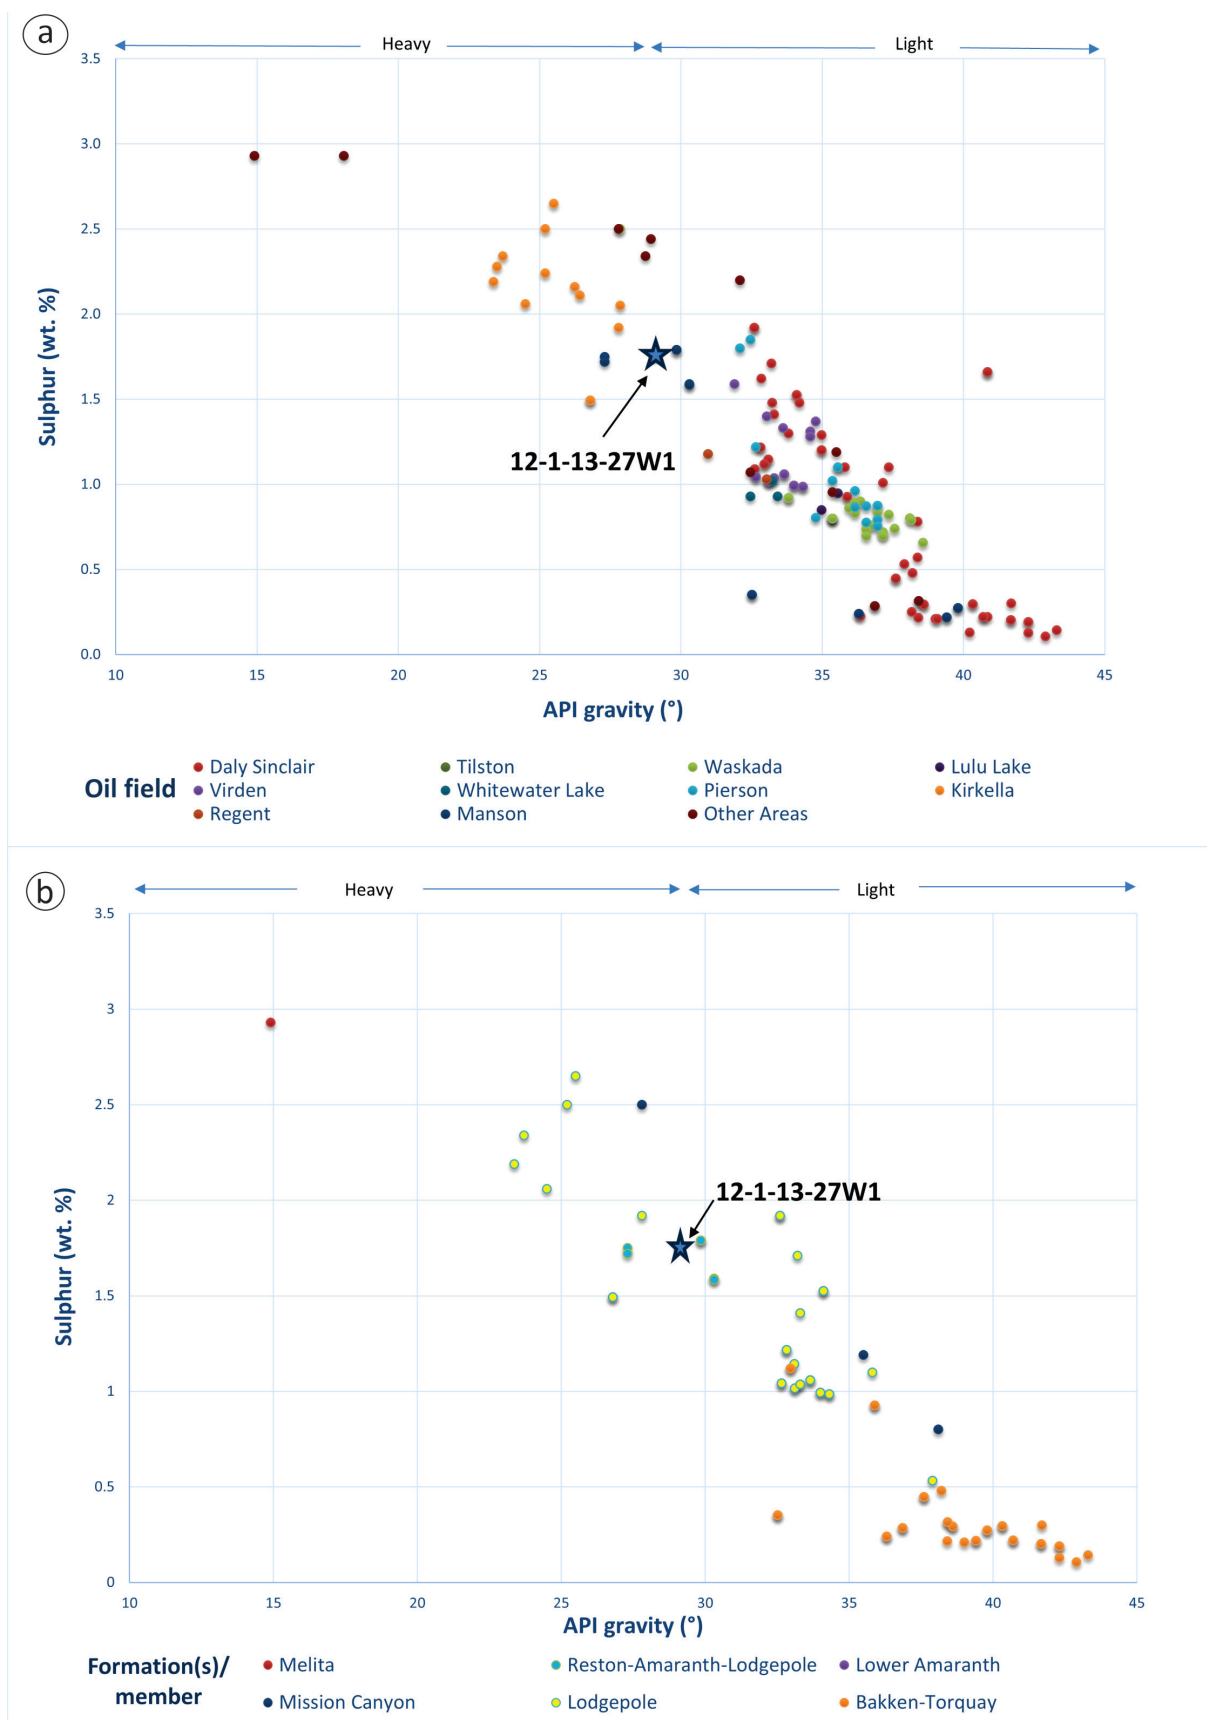 a
Heavy
Light
3.5
3.0
2.5
2.0
1.5
1.0
0.5
0.0
Sulphur (wt. %)
12-1-13-27W1
10 15 20 25 30 35 40 45
API gravity (°)
Oil field
Daly Sinclair Tilston Waskada Lulu Lake
Virden Whitewater Lake Pierson Kirkella
Regent Manson Other Areas
b
Heavy
Light
3.5
3
2.5
2
1.5
1
0.5
0
Sulphur (wt. %)
12-1-13-27W1
10 15 20 25 30 35 40 45
API gravity (°)
Formation(s)/
member
Melita Reston-Amaranth-Lodgepole Lower Amaranth
Mission Canyon Lodgepole Bakken-Torquay